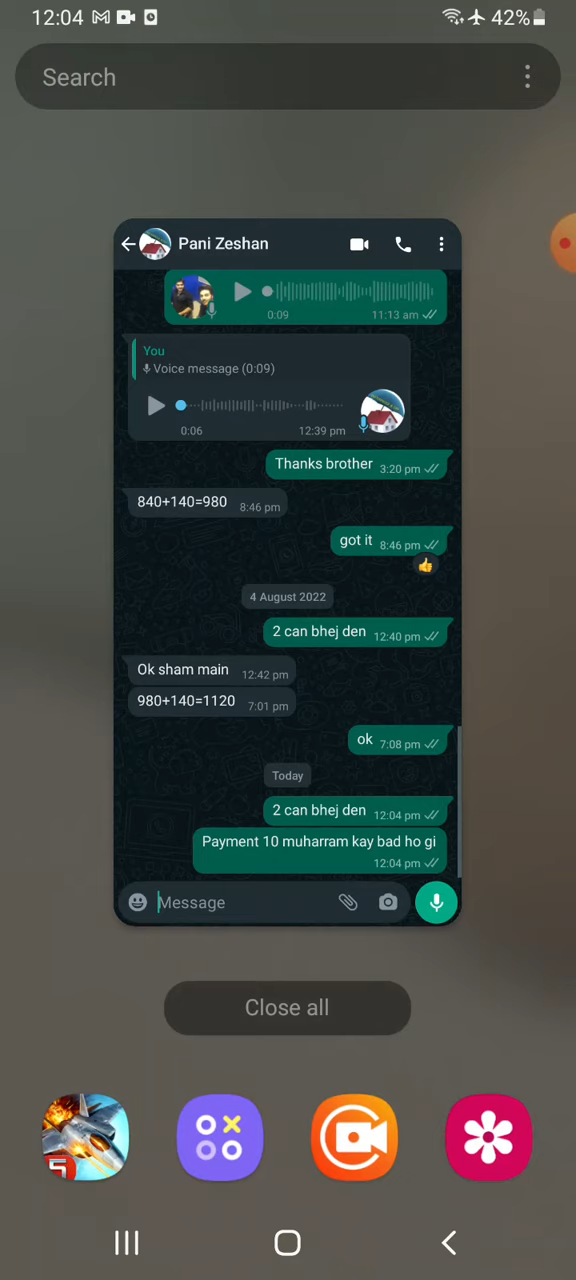 12:04
42%
Search
Pani Zeshan
0:09 11:13 am
You
Voice message (0:09)
0:06 12:39 pm
Thanks brother 3:20 pm
840+140=980 8:46 pm
got it 8:46 pm
4 August 2022
2 can bhej den 12:40 pm
Ok sham main 12:42 pm
980+140=1120 7:01 pm
ok 7:08 pm
Today
2 can bhej den 12:04 pm
Payment 10 muharram kay bad ho gi
12:04 pm
Message
Close all
5